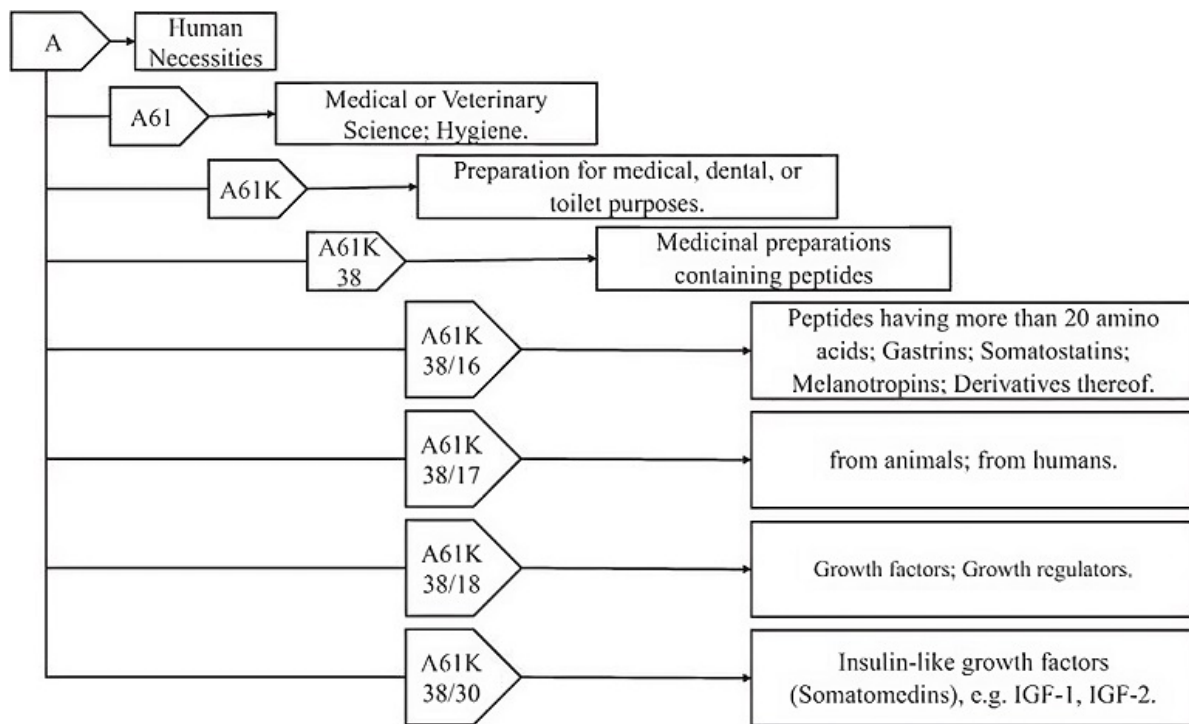 A
Human
Necessities
A61
Medical or Veterinary
Science; Hygiene.
A61K
Preparation for medical, dental, or
toilet purposes.
A61K
38
Medicinal preparations
containing peptides
A61K
38/16
Peptides having more than 20 amino
acids; Gastrins; Somatostatins;
Melanotropins; Derivatives thereof.
A61K
38/17
from animals; from humans.
A61K
38/18
Growth factors; Growth regulators.
A61K
38/30
Insulin-like growth factors
(Somatomedins), e.g. IGF-1, IGF-2.